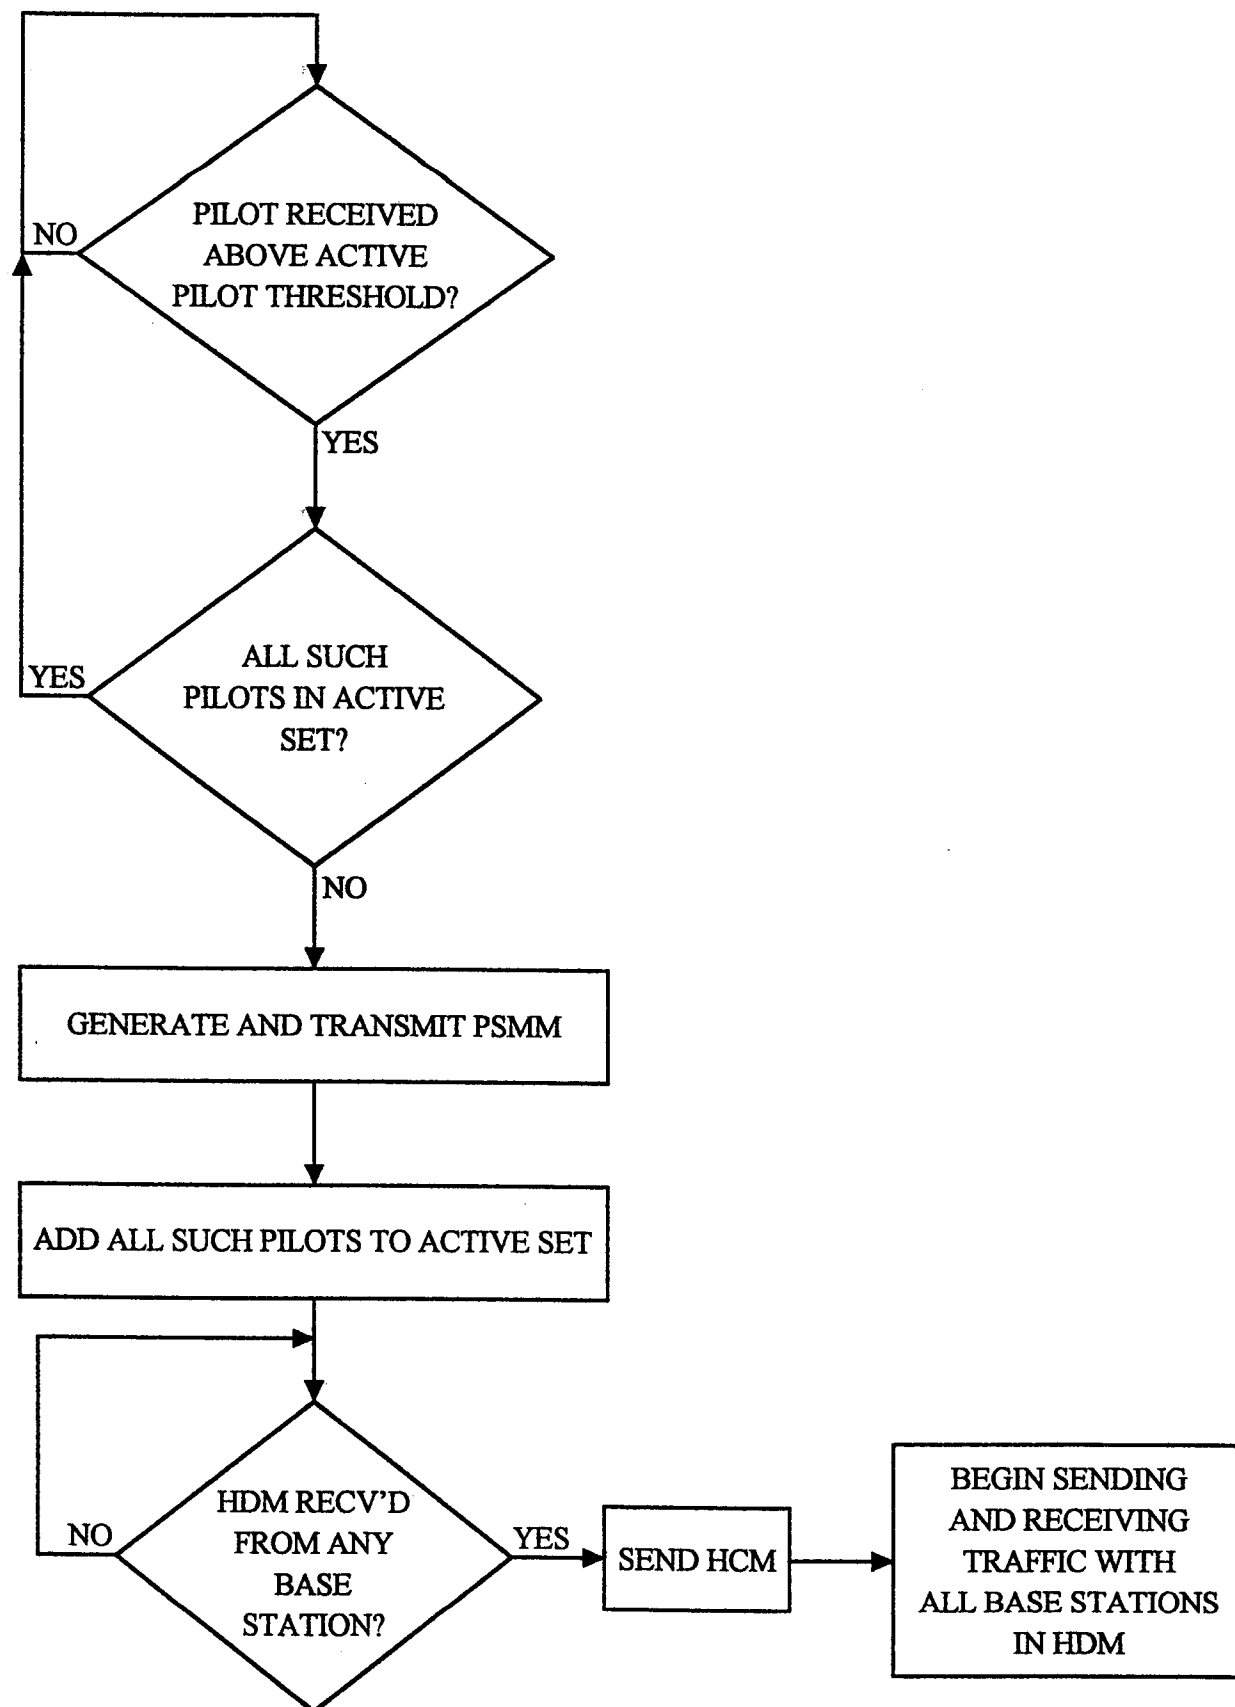 PILOT RECEIVED
ABOVE ACTIVE
PILOT THRESHOLD?
NO
YES
ALL SUCH
PILOTS IN ACTIVE
SET?
YES
NO
GENERATE AND TRANSMIT PSMM
ADD ALL SUCH PILOTS TO ACTIVE SET
HDM RECV'D
FROM ANY
BASE
STATION?
NO
YES
SEND HCM
BEGIN SENDING
AND RECEIVING
TRAFFIC WITH
ALL BASE STATIONS
IN HDM